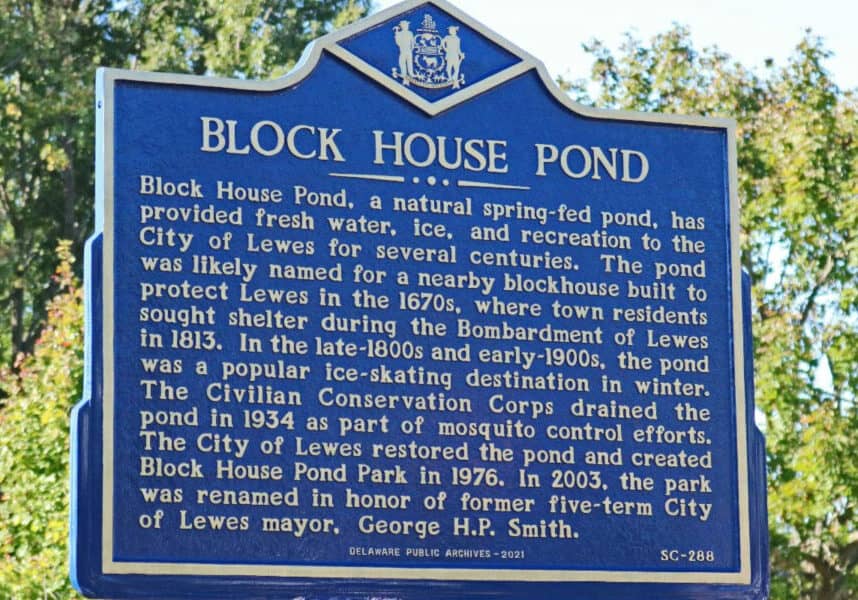 BLOCK HOUSE POND
Block House Pond, a natural spring-fed pond, has
provided fresh water, ice, and recreation to the
City of Lewes for several centuries. The pond
was likely named for a nearby blockhouse built to
protect Lewes in the 1670s, where town residents
sought shelter during the Bombardment of Lewes
in 1813. In the late-1800s and early-1900s, the pond
was a popular ice-skating destination in winter.
The Civilian Conservation Corps drained the
pond in 1934 as part of mosquito control efforts.
The City of Lewes restored the pond and created
Block House Pond Park in 1976. In 2003, the park
was renamed in honor of former five-term City
of Lewes mayor, George H.P. Smith.
DELAWARE PUBLIC ARCHIVES - 2021
SC-288